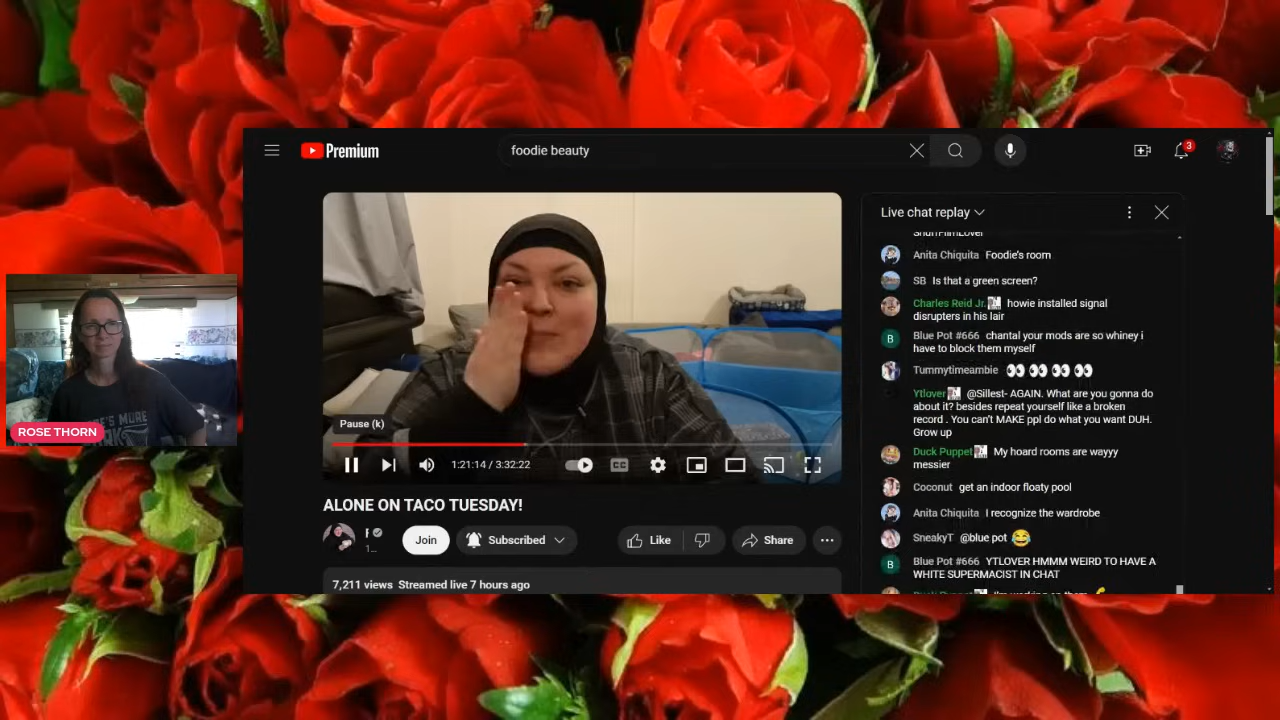 Premium
foodie beauty
3
Live chat replay
Anita Chiquita Foodie's room
SB Is that a green screen?
Charles Reid Jr. howie installed signal
disrupters in his lair
Blue Pot #666 chantal your mods are so whiney i
have to block them myself
Tummytimeambie
Ytlover @Sillest- AGAIN. What are you gonna do
about it? besides repeat yourself like a broken
record . You can't MAKE ppl do what you want DUH.
Grow up
Duck Puppet My hoard rooms are wayyy
messier
Coconut get an indoor floaty pool
Anita Chiquita I recognize the wardrobe
SneakyT @blue pot
Blue Pot #666 YTLOVER HMMM WEIRD TO HAVE A
WHITE SUPERMACIST IN CHAT
ROSE THORN
Pause (k)
1:21:14 / 3:32:22
CC
ALONE ON TACO TUESDAY!
F
1...
Join
Subscribed
Like
Share
7,211 views Streamed live 7 hours ago